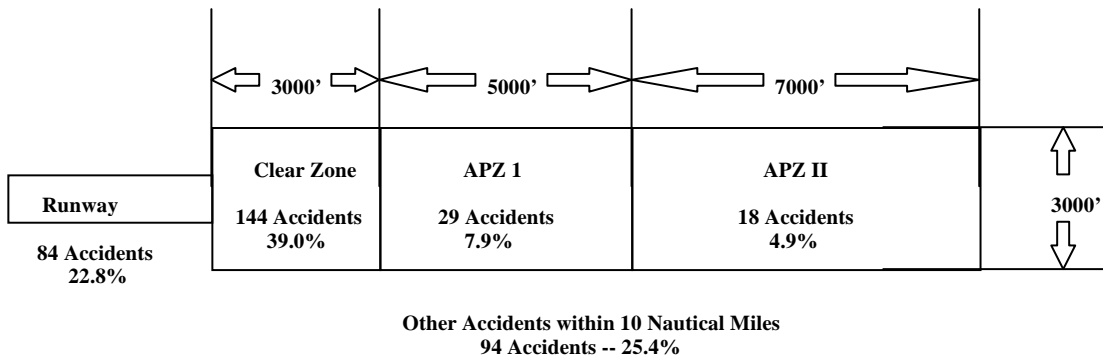 3000’ 5000’ 7000’
Clear Zone APZ 1 APZ II
Runway 144 Accidents 29 Accidents 18 Accidents 3000’
39.0% 7.9% 4.9%
84 Accidents
22.8%
Other Accidents within 10 Nautical Miles
94 Accidents -- 25.4%